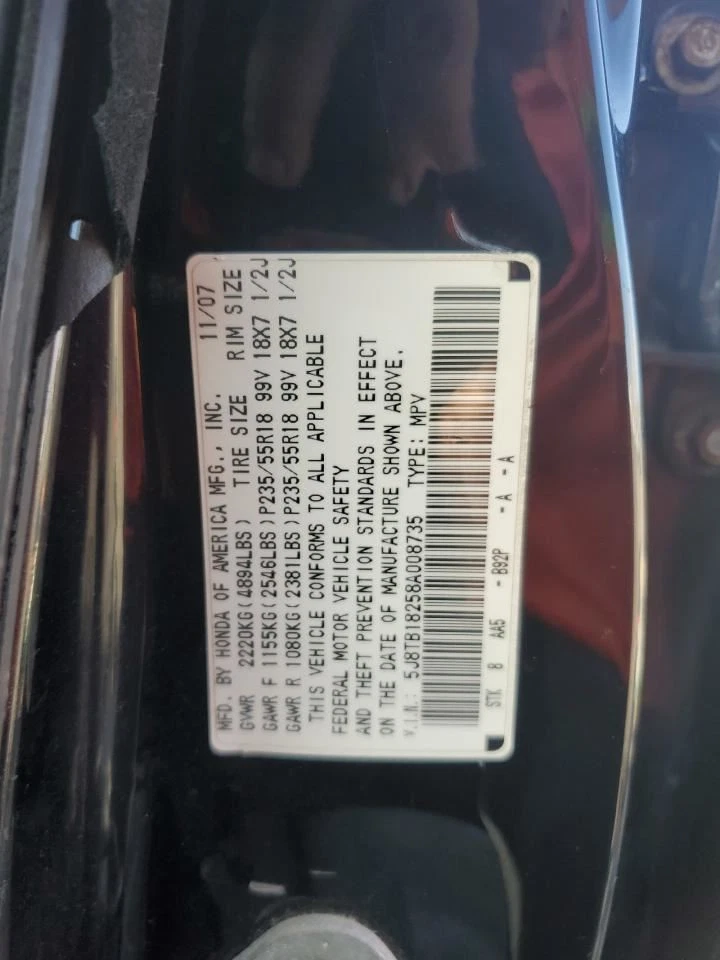 MFD. BY HONDA OF AMERICA MFG., INC. 11/07
GVWR 2220KG(4894LBS) TIRE SIZE RIM SIZE
GAWR F 1155KG(2546LBS)P235/55R18 99V 18X7 1/2J
GAWR R 1080KG(2381LBS)P235/55R18 99V 18X7 1/2J
THIS VEHICLE CONFORMS TO ALL APPLICABLE
FEDERAL MOTOR VEHICLE SAFETY
AND THEFT PREVENTION STANDARDS IN EFFECT
ON THE DATE OF MANUFACTURE SHOWN ABOVE.
V.I.N.: 5J8TB18258A008735 TYPE: MPV
STK 8 AA5 - B92P - A - A